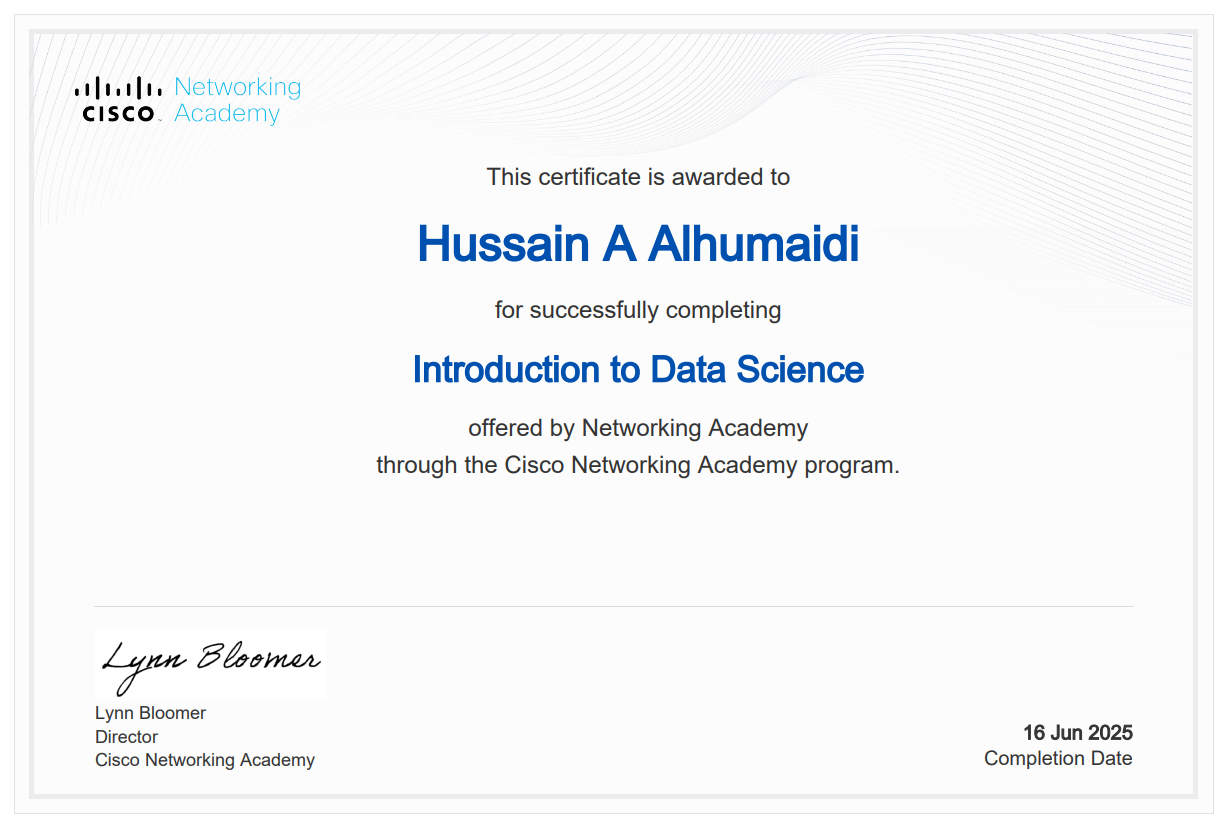 CISCO
Networking
Academy
This certificate is awarded to
Hussain A Alhumaidi
for successfully completing
Introduction to Data Science
offered by Networking Academy
through the Cisco Networking Academy program.
Lynn Bloomer
Lynn Bloomer
Director
Cisco Networking Academy
16 Jun 2025
Completion Date